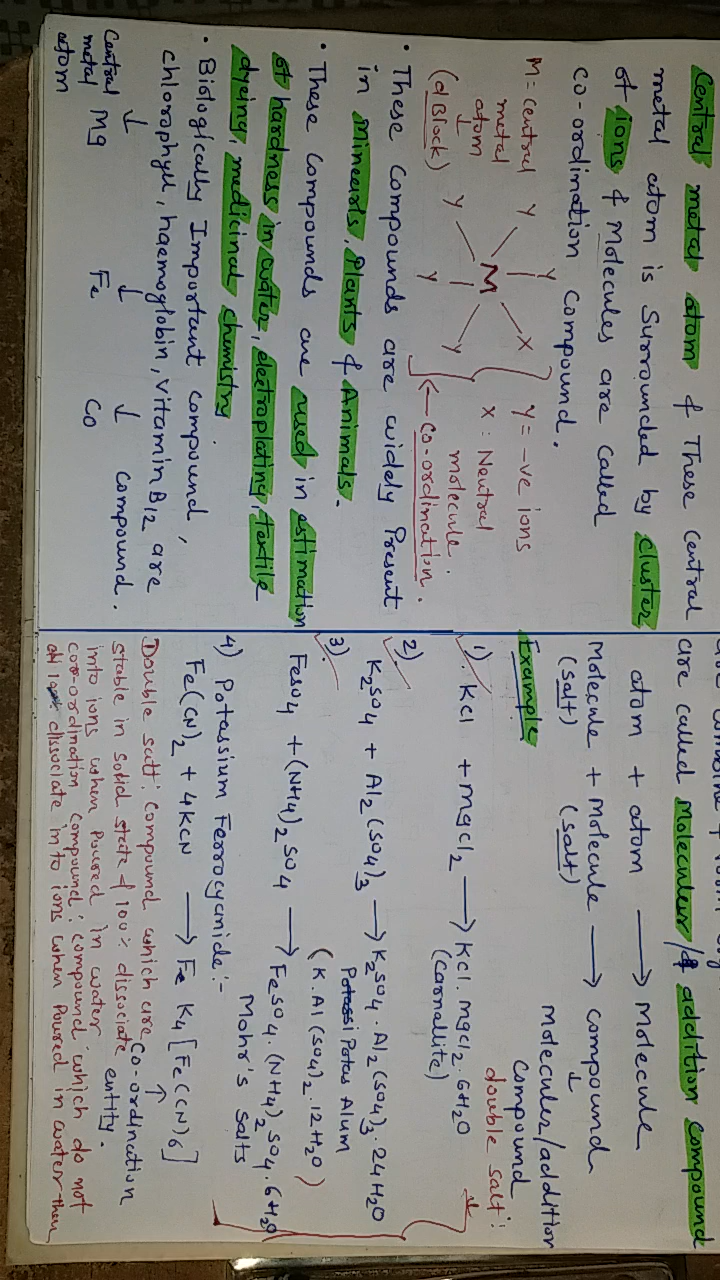 Central metal atom & These central
metal atom is Surrounded by cluster
of ions & Molecules are called
co-ordination compound.
M = central
metal
atom
↓
(d Block)
Y Y X
M
Y Y Y
Y = -ve ions
X : Neutral
molecule.
← co-ordination.
• These compounds are widely Present
in minerals, Plants & Animals.
• These compounds are used in estimation
of hardness in water, electroplating, textile
dyeing, medicinal chemistry.
• Biologically Important compound,
chlorophyll, haemoglobin, vitamin B12 are
↓ ↓ ↓ compound.
Central Mg Fe Co
metal
atom
are called Molecular/& addition compound
atom + atom ⟶ Molecule
Molecule + Molecule ⟶ compound
(salt) (salt) ↓
Molecular/addition
compound
Example double salt:
1) KCl + MgCl2 ⟶ KCl. MgCl2. 6H2O
(Carnallite)
2) K2SO4 + Al2(SO4)3 ⟶ K2SO4. Al2(SO4)3. 24H2O
Potas Alum
(K. Al(SO4)2. 12H2O)
3) FeSO4 + (NH4)2SO4 ⟶ FeSO4. (NH4)2SO4. 6H2O
Mohr's Salts
4) Potassium Ferrocyanide:-
Fe(CN)2 + 4KCN ⟶ Fe K4[Fe(CN)6]
↑
Co-ordination
entity.
Double salt: Compound which are
stable in solid state & 100% dissociate
into ions when Poured in water
coo-ordination compound: compound which do not
dissociate into ions when Poured in water then